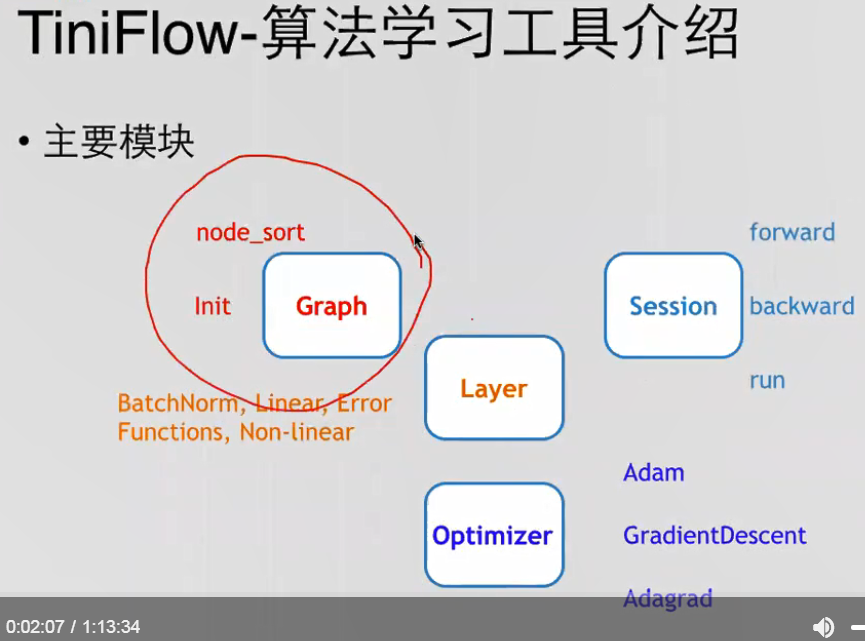 TiniFlow-算法学习工具介绍
• 主要模块
node_sort
Init
Graph
BatchNorm, Linear, Error
Functions, Non-linear
Layer
Session
forward
backward
run
Optimizer
Adam
GradientDescent
Adagrad
0:02:07 / 1:13:34